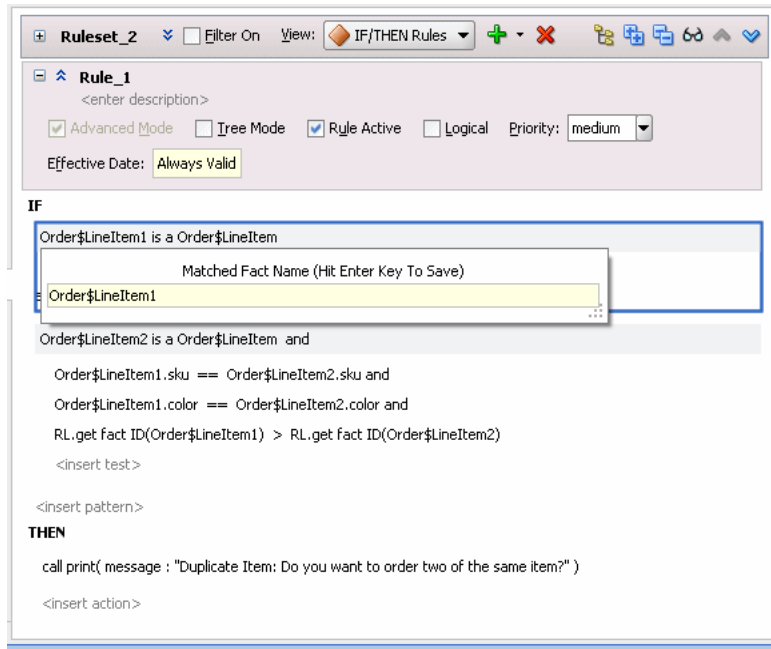 Ruleset_2 Filter On View: IF/THEN Rules
Rule_1
<enter description>
Advanced Mode Tree Mode Rule Active Logical Priority: medium
Effective Date: Always Valid
IF
Order$LineItem1 is a Order$LineItem
Matched Fact Name (Hit Enter Key To Save)
Order$LineItem1
Order$LineItem2 is a Order$LineItem and
Order$LineItem1.sku == Order$LineItem2.sku and
Order$LineItem1.color == Order$LineItem2.color and
RL.get fact ID(Order$LineItem1) > RL.get fact ID(Order$LineItem2)
<insert test>
<insert pattern>
THEN
call print( message : "Duplicate Item: Do you want to order two of the same item?" )
<insert action>